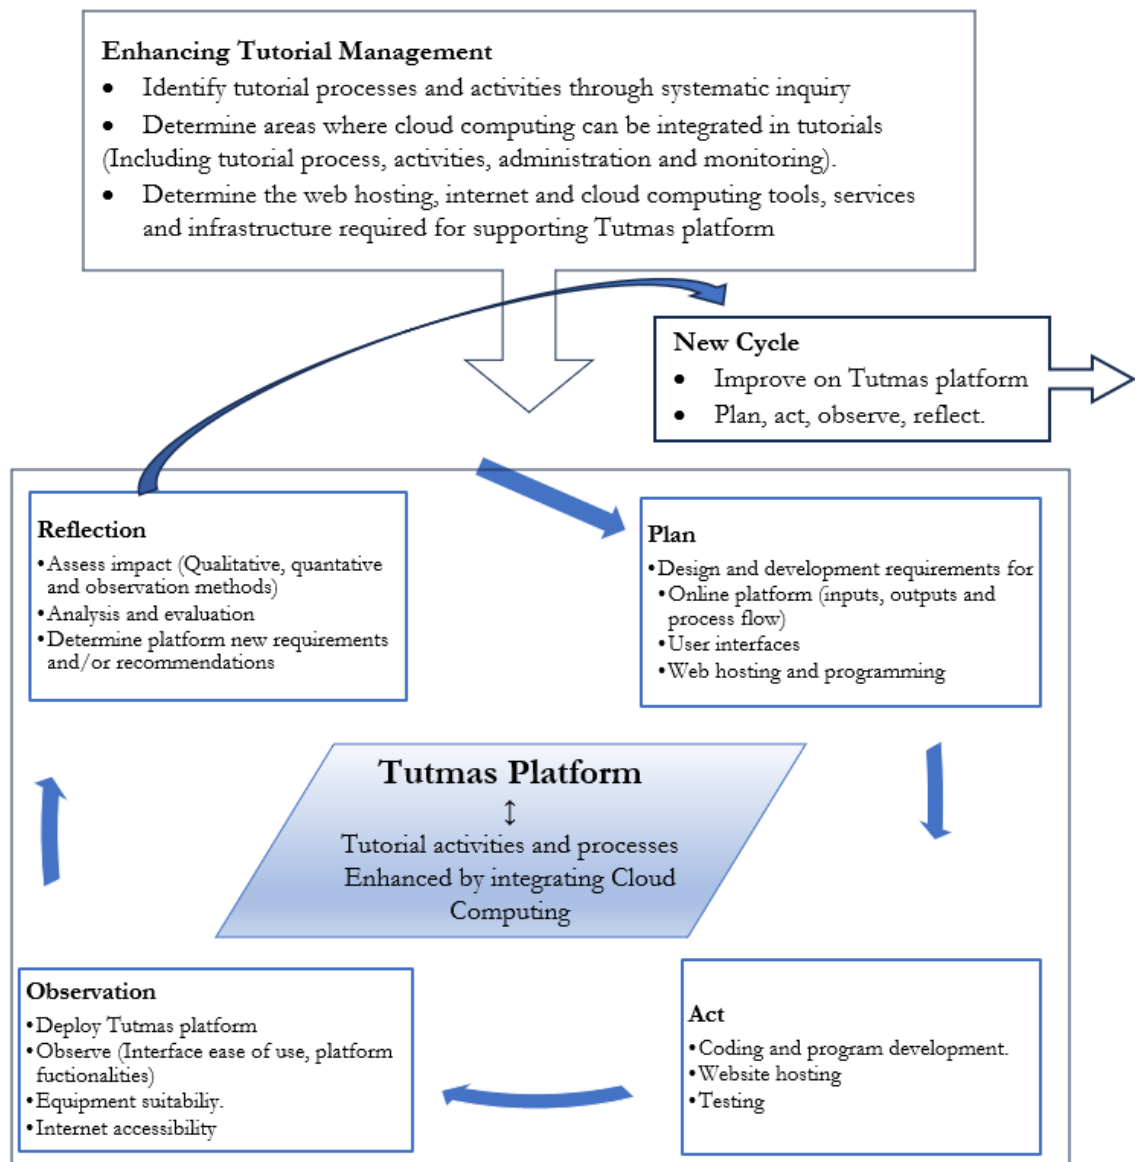 Enhancing Tutorial Management
• Identify tutorial processes and activities through systematic inquiry
• Determine areas where cloud computing can be integrated in tutorials
(Including tutorial process, activities, administration and monitoring).
• Determine the web hosting, internet and cloud computing tools, services
and infrastructure required for supporting Tutmas platform
New Cycle
• Improve on Tutmas platform
• Plan, act, observe, reflect.
Reflection
•Assess impact (Qualitative, quantative
and observation methods)
•Analysis and evaluation
•Determine platform new requirements
and/or recommendations
Plan
•Design and development requirements for
•Online platform (inputs, outputs and
process flow)
•User interfaces
•Web hosting and programming
Tutmas Platform
↕
Tutorial activities and processes
Enhanced by integrating Cloud
Computing
Observation
•Deploy Tutmas platform
•Observe (Interface ease of use, platform
fuctionalities)
•Equipment suitabiliy.
•Internet accessibility
Act
•Coding and program development.
•Website hosting
•Testing